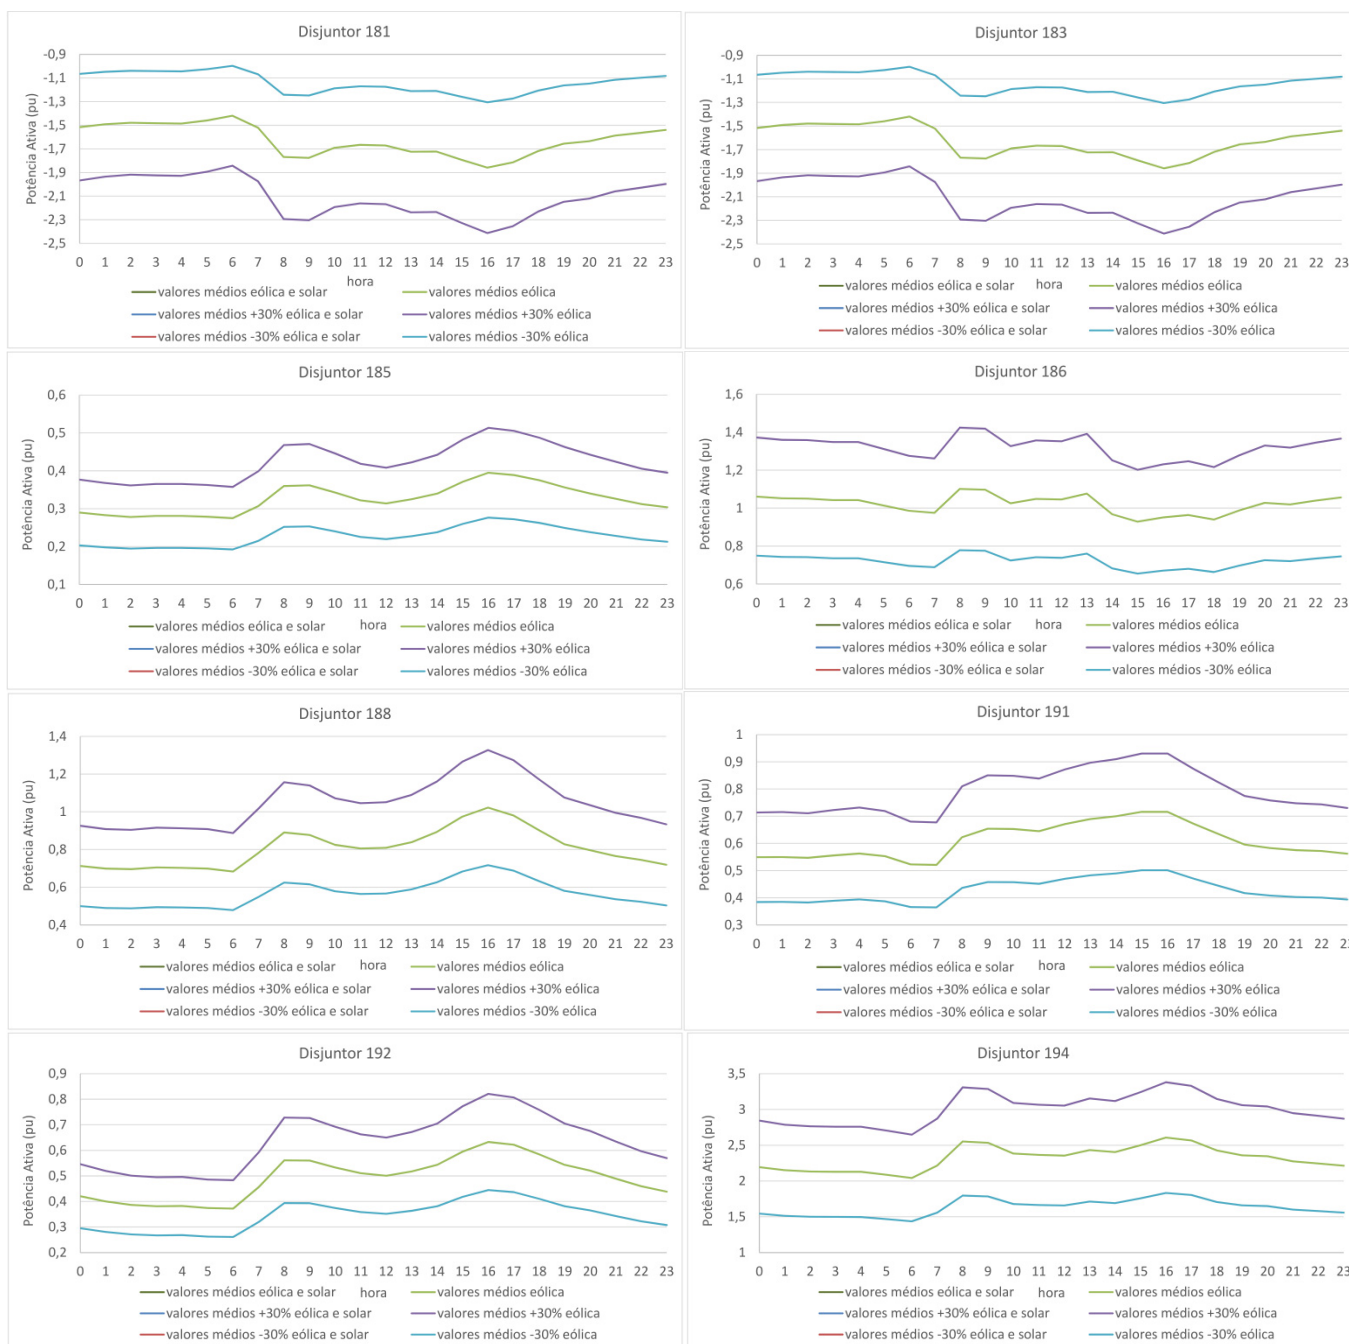 Disjuntor 181
Potência Ativa (pu)
-0,9
-1,1
-1,3
-1,5
-1,7
-1,9
-2,1
-2,3
-2,5
0 1 2 3 4 5 6 7 8 9 10 11 12 13 14 15 16 17 18 19 20 21 22 23
hora
valores médios eólica e solar
valores médios eólica
valores médios +30% eólica e solar
valores médios +30% eólica
valores médios -30% eólica e solar
valores médios -30% eólica
Disjuntor 183
Potência Ativa (pu)
-0,9
-1,1
-1,3
-1,5
-1,7
-1,9
-2,1
-2,3
-2,5
0 1 2 3 4 5 6 7 8 9 10 11 12 13 14 15 16 17 18 19 20 21 22 23
hora
valores médios eólica e solar
valores médios eólica
valores médios +30% eólica e solar
valores médios +30% eólica
valores médios -30% eólica e solar
valores médios -30% eólica
Disjuntor 185
Potência Ativa (pu)
0,6
0,5
0,4
0,3
0,2
0,1
0 1 2 3 4 5 6 7 8 9 10 11 12 13 14 15 16 17 18 19 20 21 22 23
hora
valores médios eólica e solar
valores médios eólica
valores médios +30% eólica e solar
valores médios +30% eólica
valores médios -30% eólica e solar
valores médios -30% eólica
Disjuntor 186
Potência Ativa (pu)
1,6
1,4
1,2
1
0,8
0,6
0 1 2 3 4 5 6 7 8 9 10 11 12 13 14 15 16 17 18 19 20 21 22 23
hora
valores médios eólica e solar
valores médios eólica
valores médios +30% eólica e solar
valores médios +30% eólica
valores médios -30% eólica e solar
valores médios -30% eólica
Disjuntor 188
Potência Ativa (pu)
1,4
1,2
1
0,8
0,6
0,4
0 1 2 3 4 5 6 7 8 9 10 11 12 13 14 15 16 17 18 19 20 21 22 23
hora
valores médios eólica e solar
valores médios eólica
valores médios +30% eólica e solar
valores médios +30% eólica
valores médios -30% eólica e solar
valores médios -30% eólica
Disjuntor 191
Potência Ativa (pu)
1
0,9
0,8
0,7
0,6
0,5
0,4
0,3
0 1 2 3 4 5 6 7 8 9 10 11 12 13 14 15 16 17 18 19 20 21 22 23
hora
valores médios eólica e solar
valores médios eólica
valores médios +30% eólica e solar
valores médios +30% eólica
valores médios -30% eólica e solar
valores médios -30% eólica
Disjuntor 192
Potência Ativa (pu)
0,9
0,8
0,7
0,6
0,5
0,4
0,3
0,2
0 1 2 3 4 5 6 7 8 9 10 11 12 13 14 15 16 17 18 19 20 21 22 23
hora
valores médios eólica e solar
valores médios eólica
valores médios +30% eólica e solar
valores médios +30% eólica
valores médios -30% eólica e solar
valores médios -30% eólica
Disjuntor 194
Potência Ativa (pu)
3,5
3
2,5
2
1,5
1
0 1 2 3 4 5 6 7 8 9 10 11 12 13 14 15 16 17 18 19 20 21 22 23
hora
valores médios eólica e solar
valores médios eólica
valores médios +30% eólica e solar
valores médios +30% eólica
valores médios -30% eólica e solar
valores médios -30% eólica